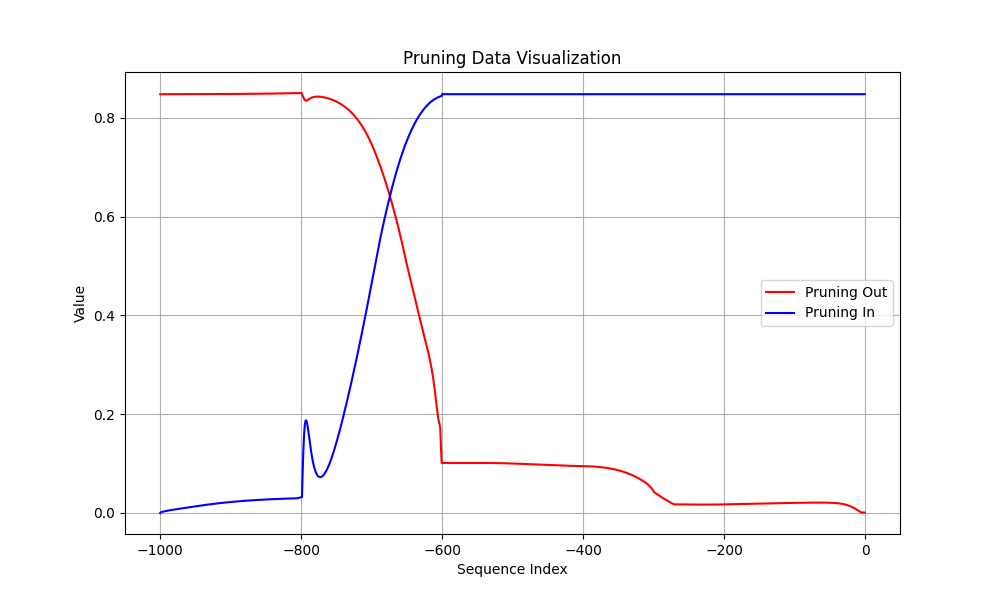 Pruning Data Visualization
Value
0.8
0.6
0.4
0.2
0.0
Pruning Out
Pruning In
−1000 −800 −600 −400 −200 0
Sequence Index